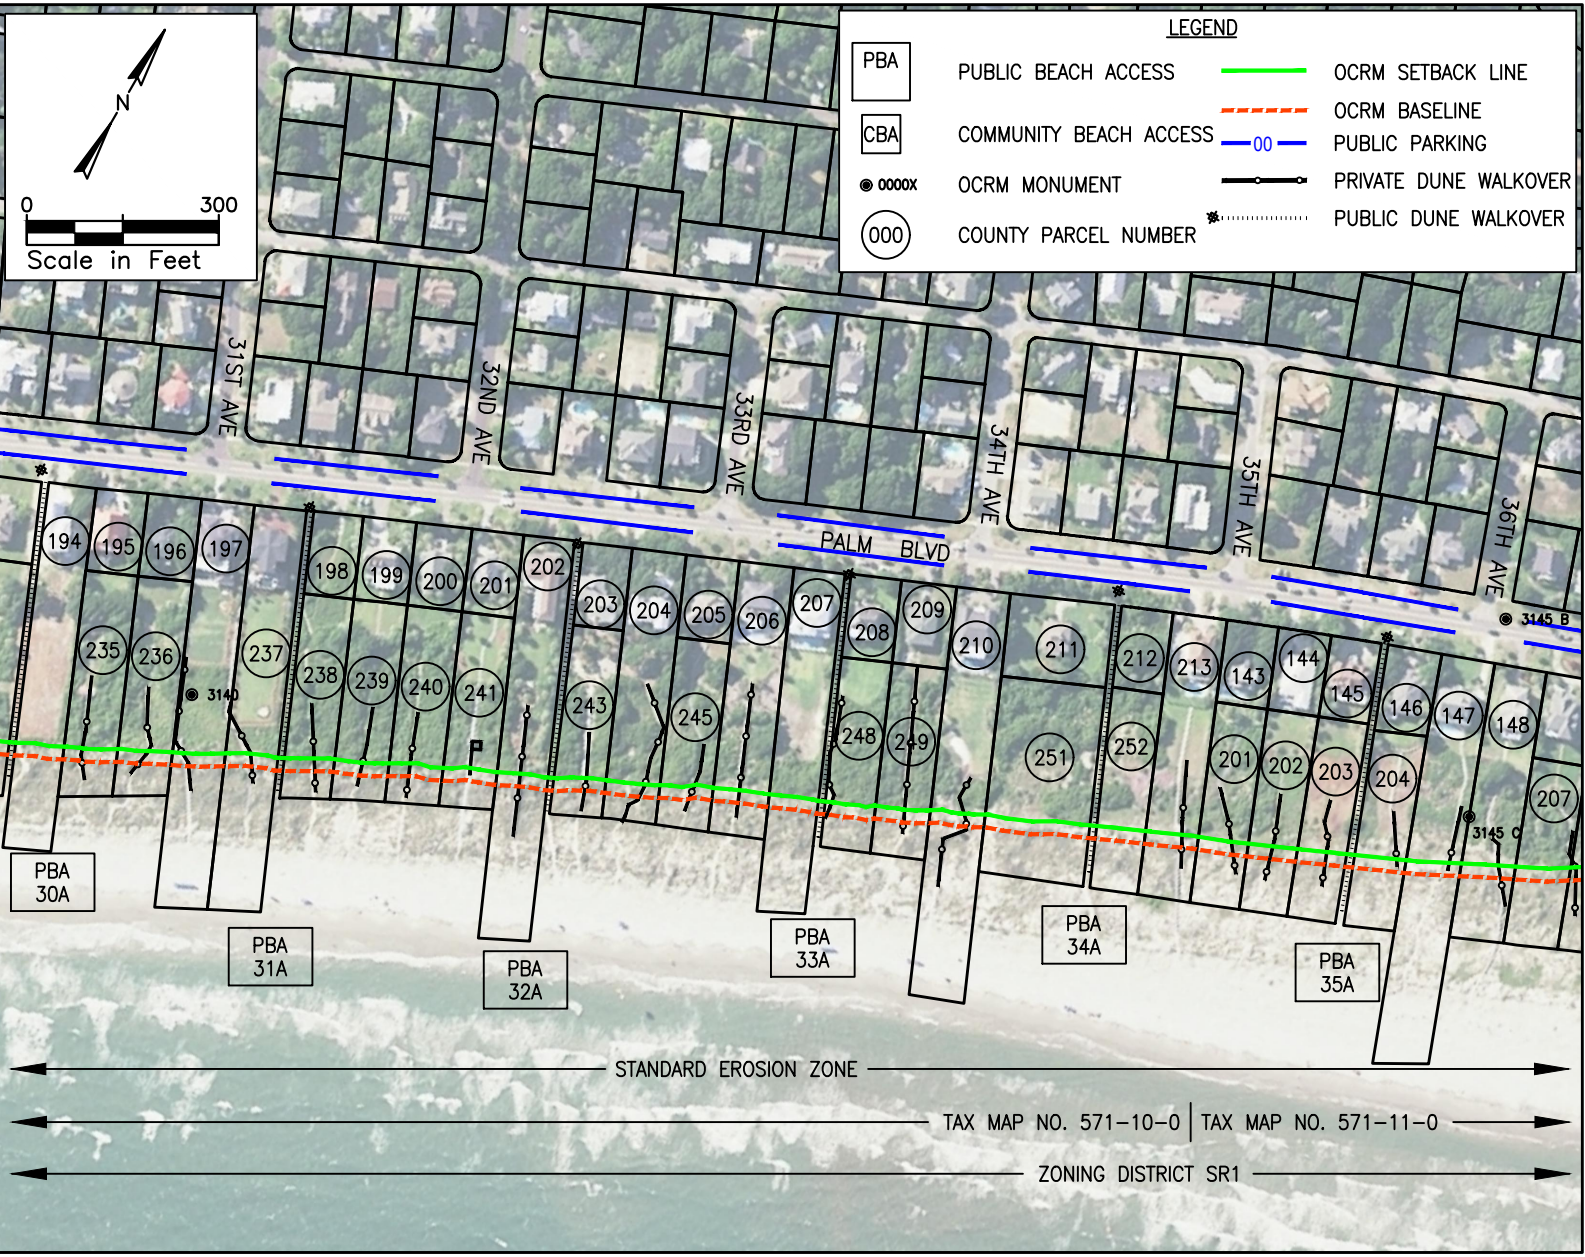 N
0 300
Scale in Feet
LEGEND
PBA PUBLIC BEACH ACCESS
CBA COMMUNITY BEACH ACCESS
0000X OCRM MONUMENT
000 COUNTY PARCEL NUMBER
OCRM SETBACK LINE
OCRM BASELINE
00 PUBLIC PARKING
PRIVATE DUNE WALKOVER
PUBLIC DUNE WALKOVER
31ST AVE
32ND AVE
33RD AVE
34TH AVE
35TH AVE
36TH AVE
PALM BLVD
194 195 196 197 198 199 200 201 202 203 204 205 206 207 208 209 210 211 212 213 143 144 145 146 147 148
235 236 237 238 239 240 241 243 245 248 249 251 252 201 202 203 204 207
3140
3145 B
3145 C
PBA
30A
PBA
31A
PBA
32A
PBA
33A
PBA
34A
PBA
35A
STANDARD EROSION ZONE
TAX MAP NO. 571-10-0 TAX MAP NO. 571-11-0
ZONING DISTRICT SR1